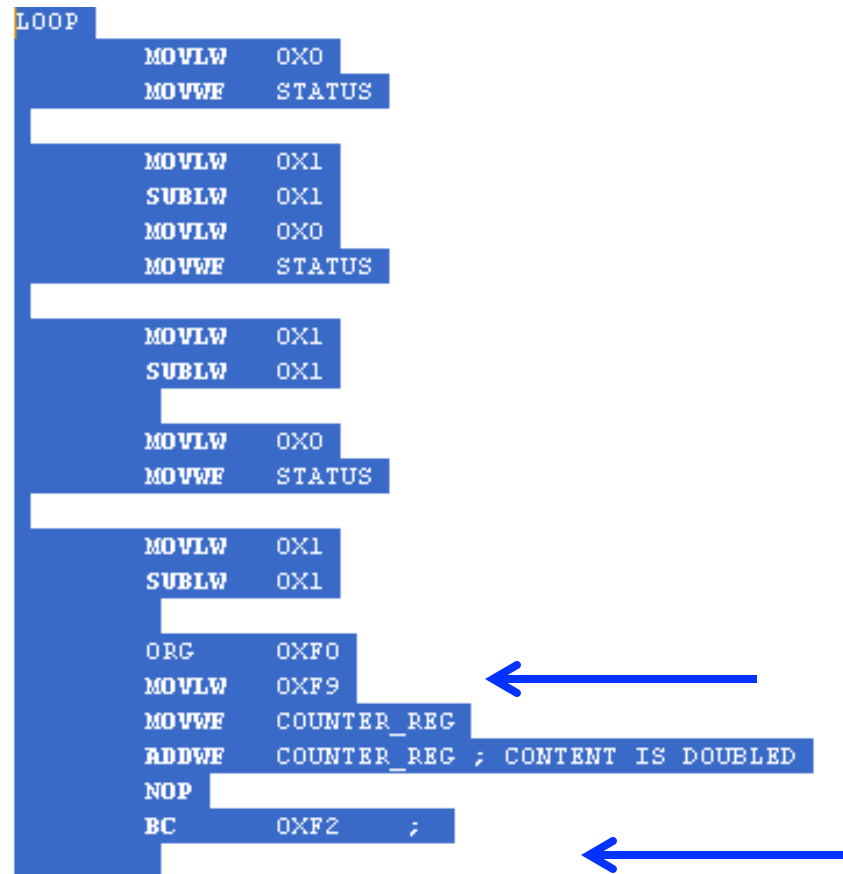 LOOP
MOVLW 0X0
MOVWF STATUS
MOVLW 0X1
SUBLW 0X1
MOVLW 0X0
MOVWF STATUS
MOVLW 0X1
SUBLW 0X1
MOVLW 0X0
MOVWF STATUS
MOVLW 0X1
SUBLW 0X1
ORG 0XF0
MOVLW 0XF9
MOVWF COUNTER_REG
ADDWF COUNTER_REG ; CONTENT IS DOUBLED
NOP
BC 0XF2 ;